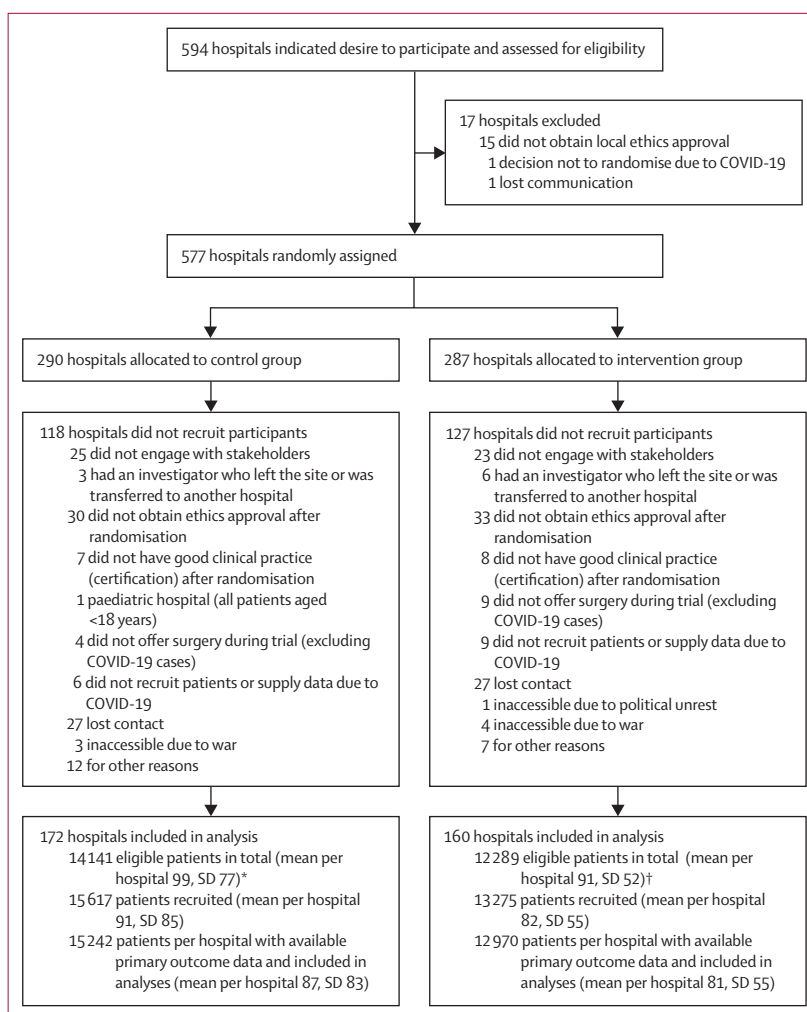 594 hospitals indicated desire to participate and assessed for eligibility
17 hospitals excluded
15 did not obtain local ethics approval
1 decision not to randomise due to COVID-19
1 lost communication
577 hospitals randomly assigned
290 hospitals allocated to control group
287 hospitals allocated to intervention group
118 hospitals did not recruit participants
25 did not engage with stakeholders
3 had an investigator who left the site or was
transferred to another hospital
30 did not obtain ethics approval after
randomisation
7 did not have good clinical practice
(certification) after randomisation
1 paediatric hospital (all patients aged
<18 years)
4 did not offer surgery during trial (excluding
COVID-19 cases)
6 did not recruit patients or supply data due to
COVID-19
27 lost contact
3 inaccessible due to war
12 for other reasons
127 hospitals did not recruit participants
23 did not engage with stakeholders
6 had an investigator who left the site or was
transferred to another hospital
33 did not obtain ethics approval after
randomisation
8 did not have good clinical practice
(certification) after randomisation
9 did not offer surgery during trial (excluding
COVID-19 cases)
9 did not recruit patients or supply data due to
COVID-19
27 lost contact
1 inaccessible due to political unrest
4 inaccessible due to war
7 for other reasons
172 hospitals included in analysis
14 141 eligible patients in total (mean per
hospital 99, SD 77)*
15 617 patients recruited (mean per hospital
91, SD 85)
15 242 patients per hospital with available
primary outcome data and included in
analyses (mean per hospital 87, SD 83)
160 hospitals included in analysis
12 289 eligible patients in total (mean per
hospital 91, SD 52)†
13 275 patients recruited (mean per hospital
82, SD 55)
12 970 patients per hospital with available
primary outcome data and included in
analyses (mean per hospital 81, SD 55)